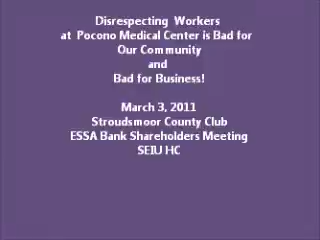 Disrespecting Workers
at Pocono Medical Center is Bad for
Our Community
and
Bad for Business!
March 3, 2011
Stroudsmoor County Club
ESSA Bank Shareholders Meeting
SEIU HC